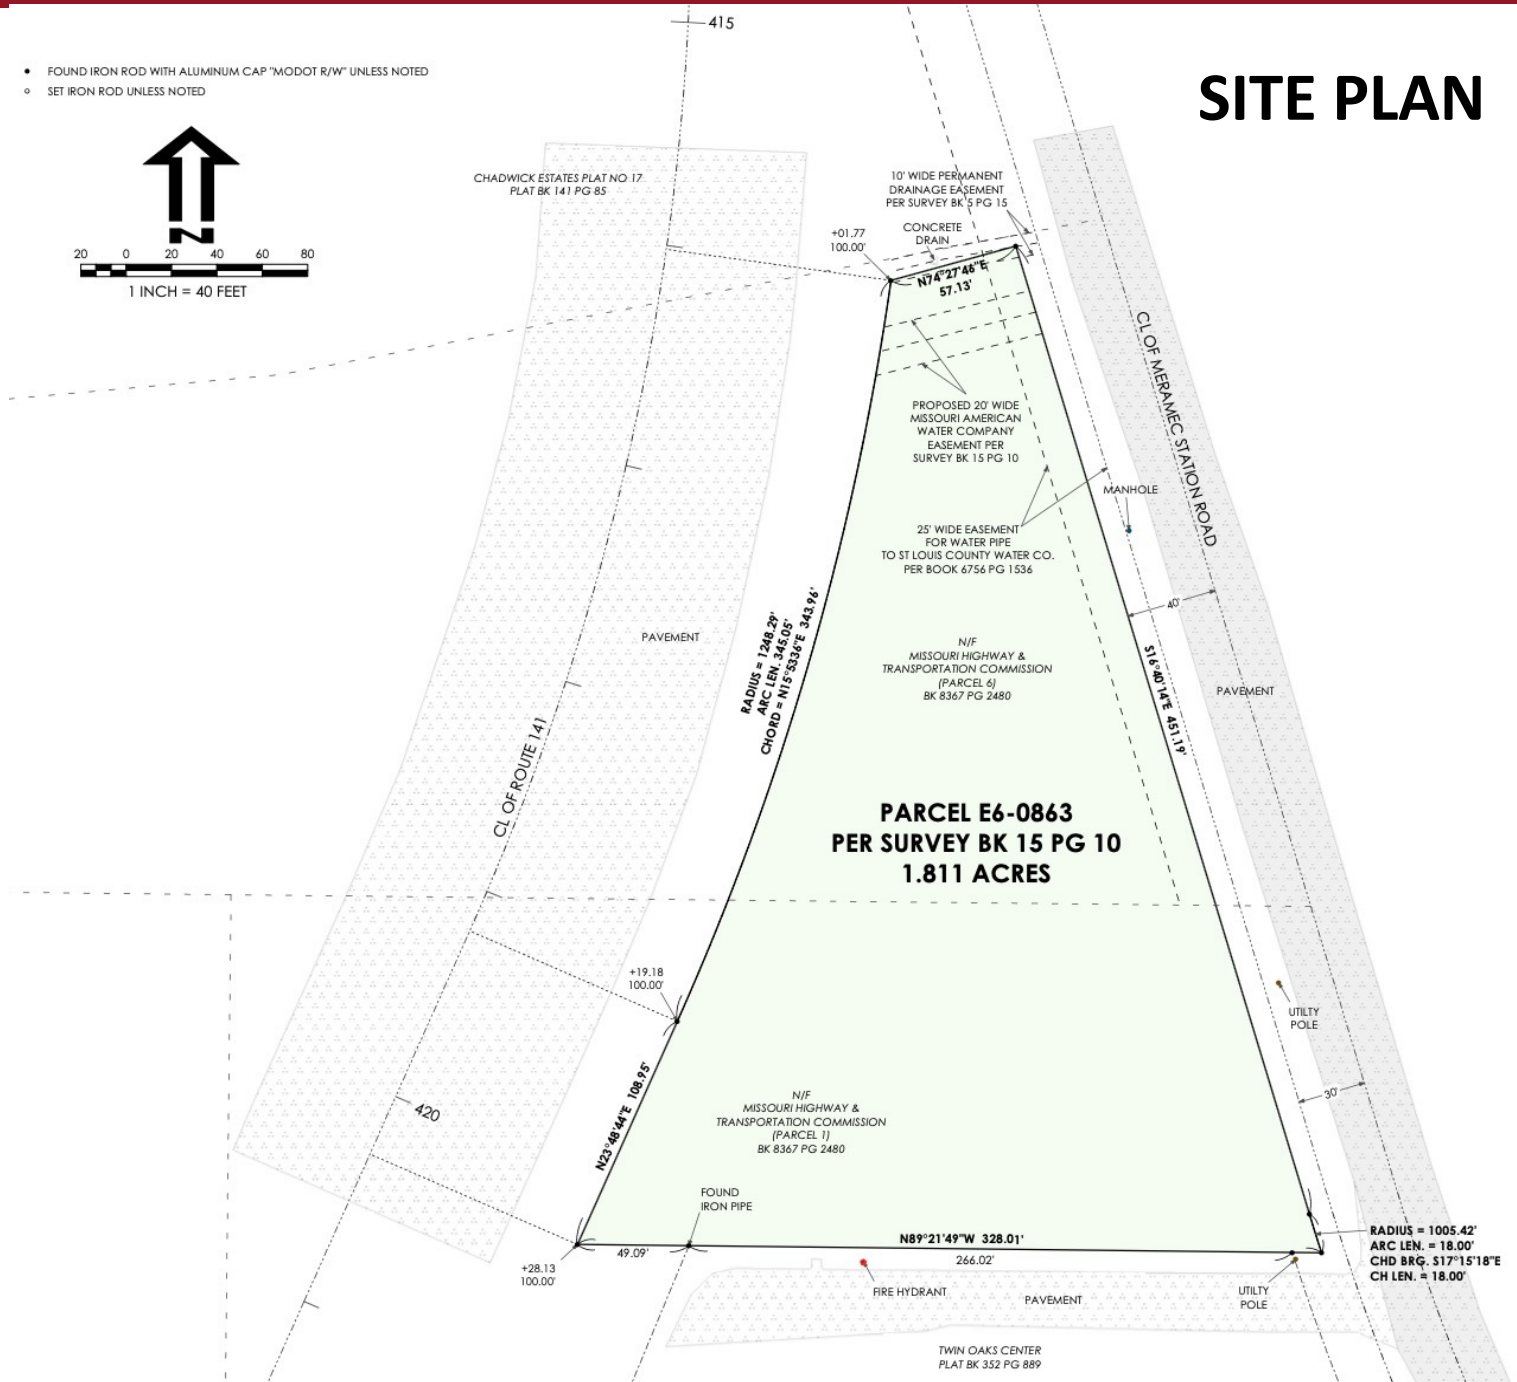 415
● FOUND IRON ROD WITH ALUMINUM CAP "MODOT R/W" UNLESS NOTED
○ SET IRON ROD UNLESS NOTED
SITE PLAN
N
20 0 20 40 60 80
1 INCH = 40 FEET
CHADWICK ESTATES PLAT NO 17
PLAT BK 141 PG 85
10' WIDE PERMANENT
DRAINAGE EASEMENT
PER SURVEY BK 5 PG 15
+01.77
100.00'
CONCRETE
DRAIN
N74°27'46"E
57.13'
CL OF MERAMEC STATION ROAD
PROPOSED 20' WIDE
MISSOURI AMERICAN
WATER COMPANY
EASEMENT PER
SURVEY BK 15 PG 10
MANHOLE
25' WIDE EASEMENT
FOR WATER PIPE
TO ST LOUIS COUNTY WATER CO.
PER BOOK 6756 PG 1536
40'
RADIUS = 1248.29'
ARC LEN. 345.05'
CHORD = N15°5336"E 343.96'
PAVEMENT
N/F
MISSOURI HIGHWAY &
TRANSPORTATION COMMISSION
(PARCEL 6)
BK 8367 PG 2480
S16°40'14"E 451.19'
PAVEMENT
CL OF ROUTE 141
PARCEL E6-0863
PER SURVEY BK 15 PG 10
1.811 ACRES
+19.18
100.00'
UTILTY
POLE
30'
420
N23°48'44"E 108.95'
N/F
MISSOURI HIGHWAY &
TRANSPORTATION COMMISSION
(PARCEL 1)
BK 8367 PG 2480
FOUND
IRON PIPE
N89°21'49"W 328.01'
49.09'
266.02'
RADIUS = 1005.42'
ARC LEN. = 18.00'
CHD BRG. S17°15'18"E
CH LEN. = 18.00'
+28.13
100.00'
FIRE HYDRANT
PAVEMENT
UTILTY
POLE
TWIN OAKS CENTER
PLAT BK 352 PG 889